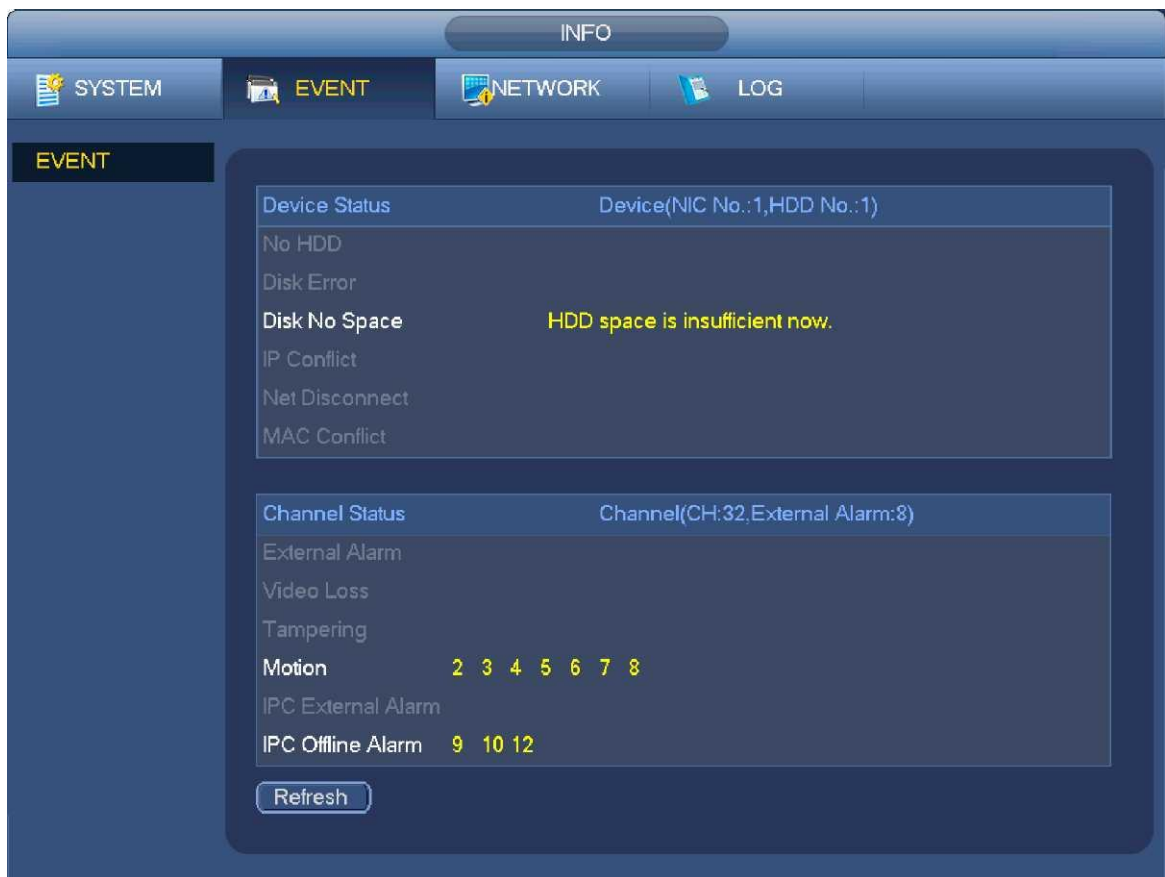 INFO
SYSTEM EVENT NETWORK LOG
EVENT
Device Status Device(NIC No.:1,HDD No.:1)
No HDD
Disk Error
Disk No Space HDD space is insufficient now.
IP Conflict
Net Disconnect
MAC Conflict
Channel Status Channel(CH:32,External Alarm:8)
External Alarm
Video Loss
Tampering
Motion 2 3 4 5 6 7 8
IPC External Alarm
IPC Offline Alarm 9 10 12
Refresh